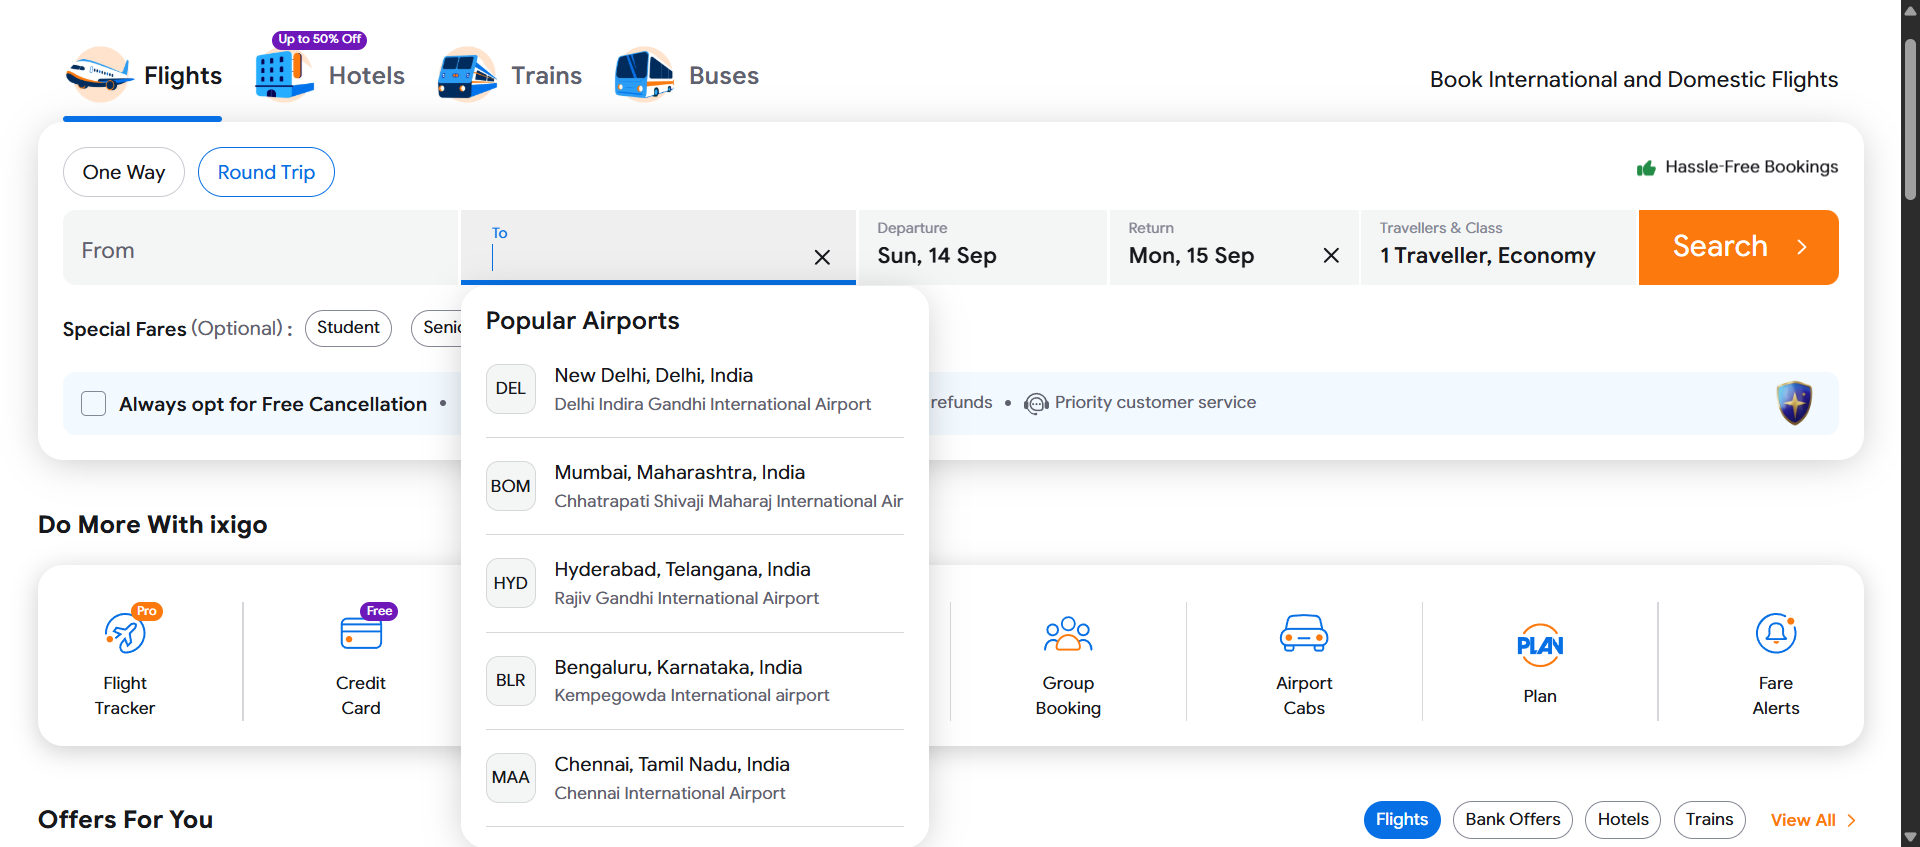 Up to 50% Off
Flights
Hotels
Trains
Buses
Book International and Domestic Flights
One Way
Round Trip
Hassle-Free Bookings
From
To
Departure
Sun, 14 Sep
Return
Mon, 15 Sep
Travellers & Class
1 Traveller, Economy
Search
Special Fares (Optional) :
Student
Senic
Always opt for Free Cancellation •
refunds • Priority customer service
Popular Airports
DEL
New Delhi, Delhi, India
Delhi Indira Gandhi International Airport
BOM
Mumbai, Maharashtra, India
Chhatrapati Shivaji Maharaj International Air
HYD
Hyderabad, Telangana, India
Rajiv Gandhi International Airport
BLR
Bengaluru, Karnataka, India
Kempegowda International airport
MAA
Chennai, Tamil Nadu, India
Chennai International Airport
Do More With ixigo
Pro
Flight
Tracker
Free
Credit
Card
Group
Booking
Airport
Cabs
PLAN
Plan
Fare
Alerts
Offers For You
Flights
Bank Offers
Hotels
Trains
View All